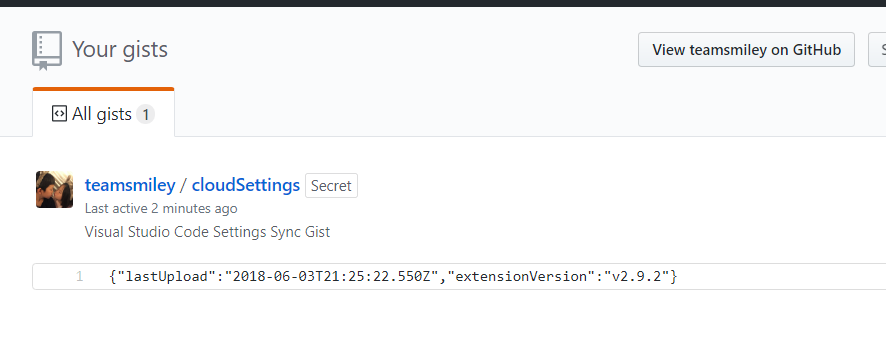 Your gists
View teamsmiley on GitHub
All gists 1
teamsmiley / cloudSettings Secret
Last active 2 minutes ago
Visual Studio Code Settings Sync Gist
1 {"lastUpload":"2018-06-03T21:25:22.550Z","extensionVersion":"v2.9.2"}